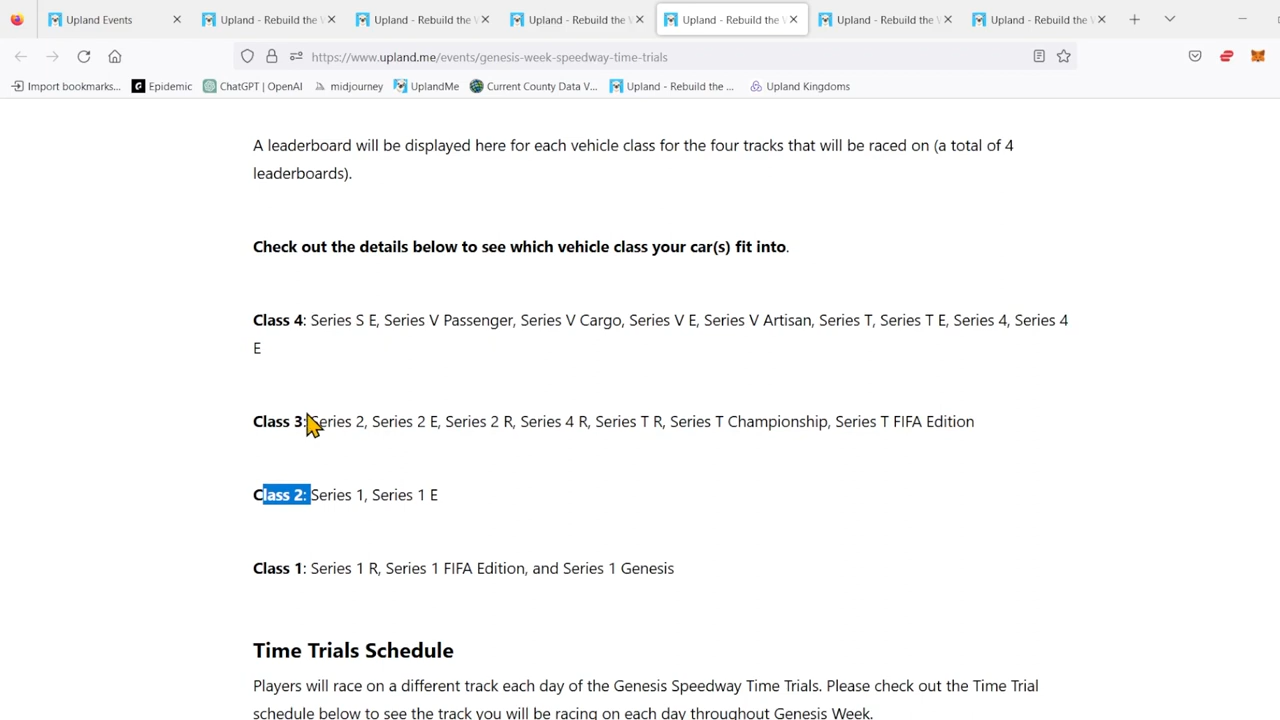 Upland Events
Upland - Rebuild the
Upland - Rebuild the
Upland - Rebuild the
Upland - Rebuild the
Upland - Rebuild the
Upland - Rebuild the
https://www.upland.me/events/genesis-week-speedway-time-trials
Import bookmarks...
Epidemic
ChatGPT | OpenAI
midjourney
UplandMe
Current County Data V...
Upland - Rebuild the ...
Upland Kingdoms
A leaderboard will be displayed here for each vehicle class for the four tracks that will be raced on (a total of 4
leaderboards).
Check out the details below to see which vehicle class your car(s) fit into.
Class 4: Series S E, Series V Passenger, Series V Cargo, Series V E, Series V Artisan, Series T, Series T E, Series 4, Series 4
E
Class 3: Series 2, Series 2 E, Series 2 R, Series 4 R, Series T R, Series T Championship, Series T FIFA Edition
Class 2: Series 1, Series 1 E
Class 1: Series 1 R, Series 1 FIFA Edition, and Series 1 Genesis
Time Trials Schedule
Players will race on a different track each day of the Genesis Speedway Time Trials. Please check out the Time Trial
schedule below to see the track you will be racing on each day throughout Genesis Week.